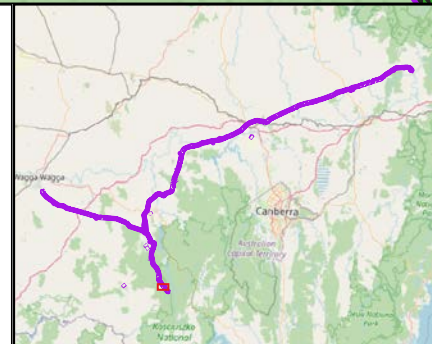 Wagga Wagga
Canberra
Australian
Capital Territory
Kosciuszko
National